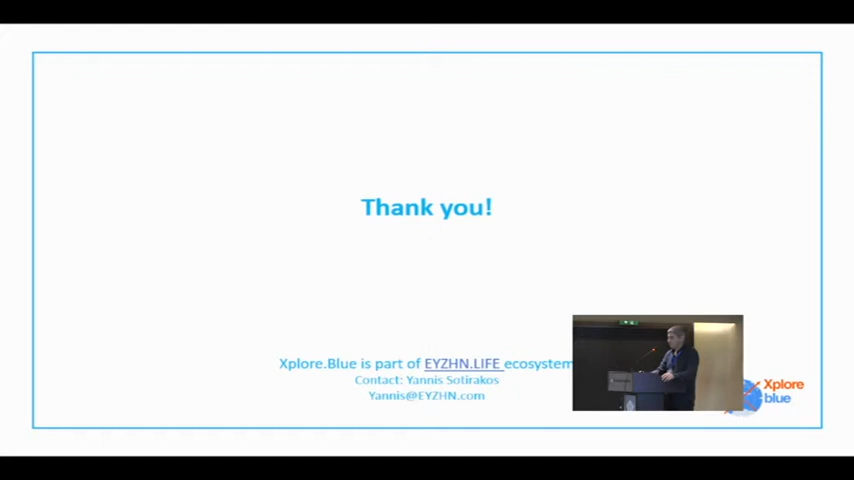 Thank you!
Xplore.Blue is part of EYZHN.LIFE ecosystem
Contact: Yannis Sotirakos
Yannis@EYZHN.com
Xplore
blue